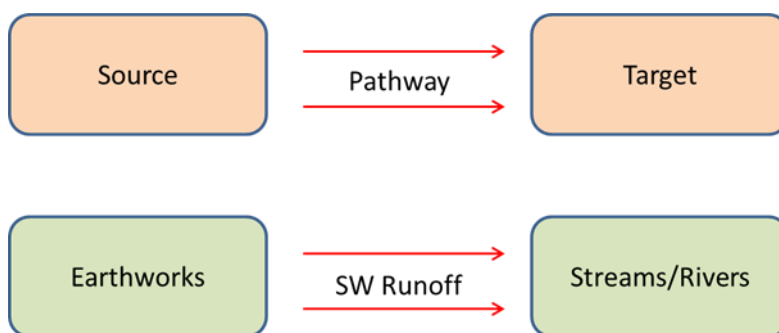 Source
Pathway
Target
Earthworks
SW Runoff
Streams/Rivers